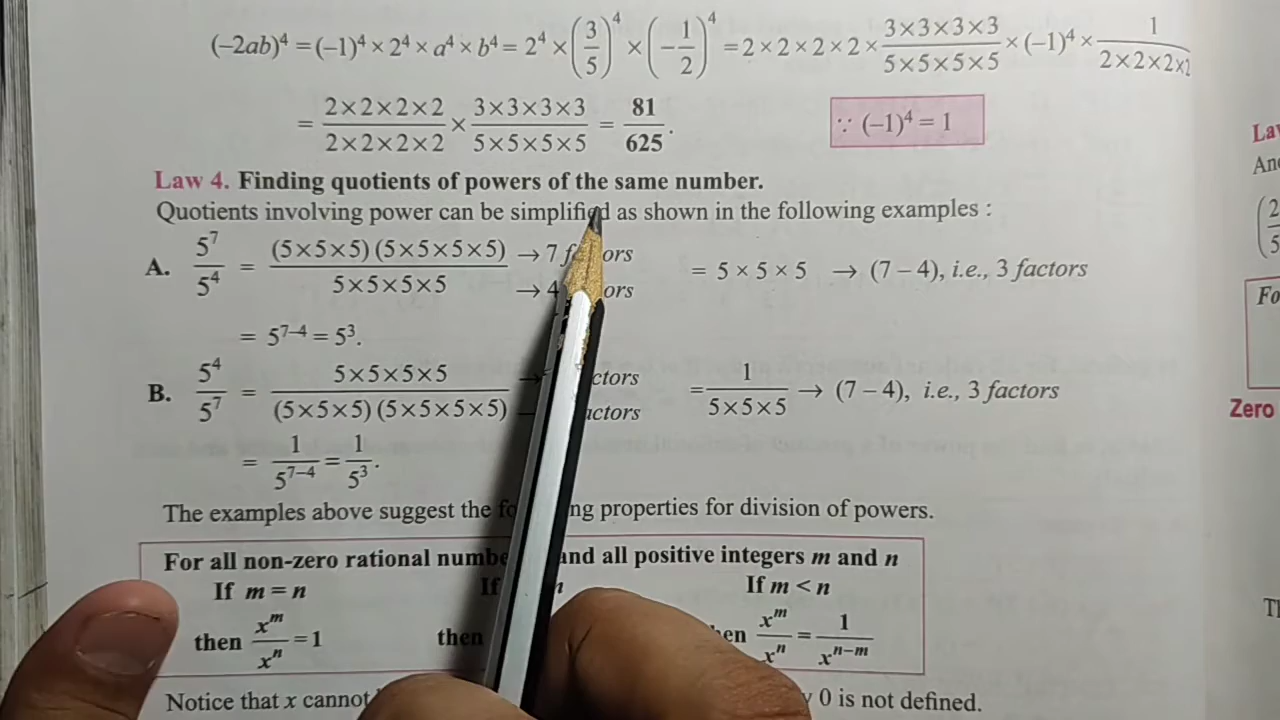 (–2ab)⁴ = (–1)⁴ × 2⁴ × a⁴ × b⁴ = 2⁴ × (3/5)⁴ × (–1/2)⁴ = 2 × 2 × 2 × 2 × (3×3×3×3)/(5×5×5×5) × (–1)⁴ × 1/(2×2×2×2)
= (2×2×2×2)/(2×2×2×2) × (3×3×3×3)/(5×5×5×5) = 81/625.
∵ (–1)⁴ = 1
Law 4. Finding quotients of powers of the same number.
Quotients involving power can be simplified as shown in the following examples :
A. 5⁷/5⁴ = (5×5×5) (5×5×5×5)/(5×5×5×5) → 7 → 4 = 5 × 5 × 5 → (7 – 4), i.e., 3 factors
= 5⁷⁻⁴ = 5³.
B. 5⁴/5⁷ = 5×5×5×5/((5×5×5) (5×5×5×5)) = 1/(5×5×5) → (7 – 4), i.e., 3 factors
= 1/5⁷⁻⁴ = 1/5³.
The examples above suggest the properties for division of powers.
For all non-zero rational and all positive integers m and n
If m = n If If m < n
then xᵐ/xⁿ = 1 then xᵐ/xⁿ = 1/xⁿ⁻ᵐ
Notice that x cannot 0 is not defined.
Zero